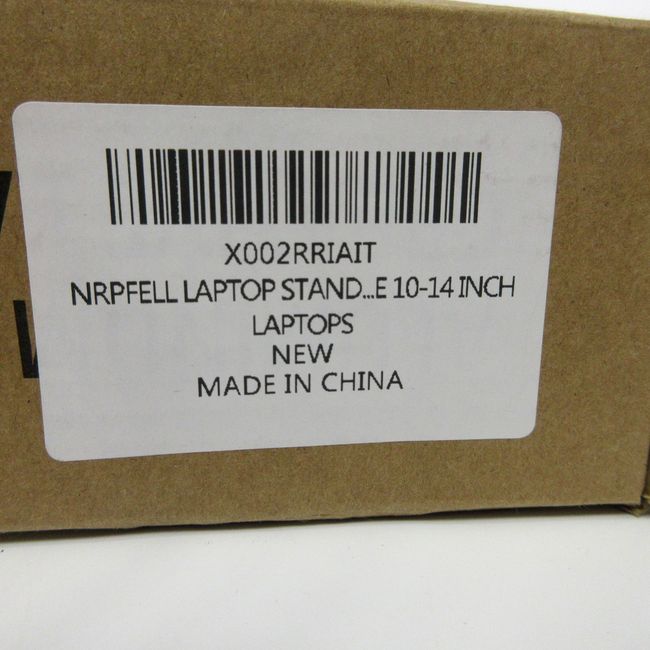 X002RRIAIT
NRPFELL LAPTOP STAND...E 10-14 INCH
LAPTOPS
NEW
MADE IN CHINA